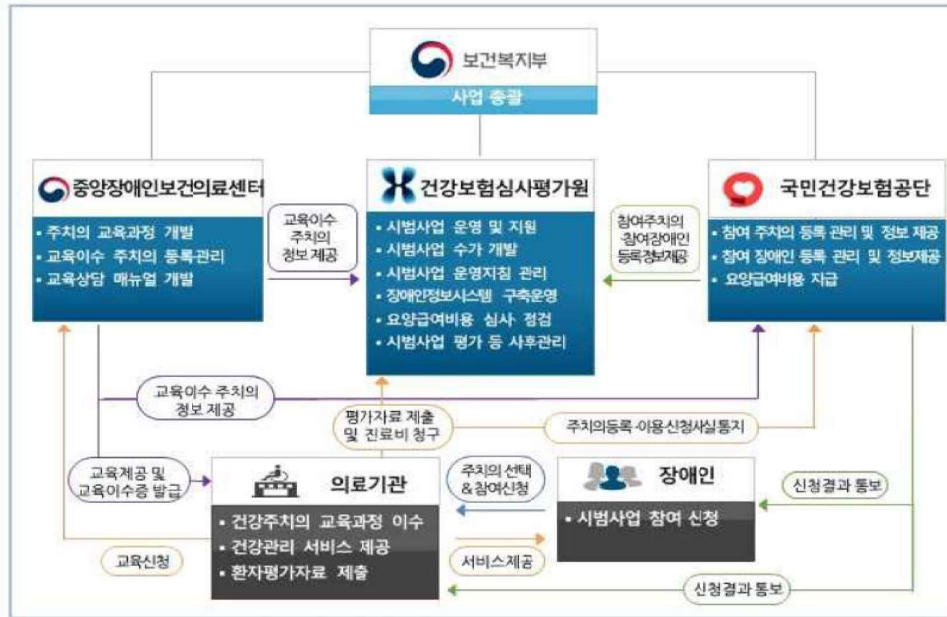 보건복지부
사업 총괄
중앙장애인보건의료센터
▪ 주치의 교육과정 개발
▪ 교육이수 주치의 등록관리
▪ 교육상담 매뉴얼 개발
교육이수
주치의
정보 제공
건강보험심사평가원
▪ 시범사업 운영 및 지원
▪ 시범사업 수가 개발
▪ 시범사업 운영지침 관리
▪ 장애인정보시스템 구축운영
▪ 요양급여비용 심사·점검
▪ 시범사업 평가 등 사후관리
참여주치의
·참여장애인
등록정보제공
국민건강보험공단
▪ 참여 주치의 등록 관리 및 정보 제공
▪ 참여 장애인 등록 관리 및 정보제공
▪ 요양급여비용 지급
교육이수 주치의
정보 제공
평가자료 제출
및 진료비 청구
주치의등록·이용신청사실통지
교육제공 및
교육이수증 발급
의료기관
▪ 건강주치의 교육과정 이수
▪ 건강관리 서비스 제공
▪ 환자평가자료 제출
주치의 선택
&참여신청
장애인
▪ 시범사업 참여 신청
신청결과 통보
교육신청
서비스제공
신청결과 통보